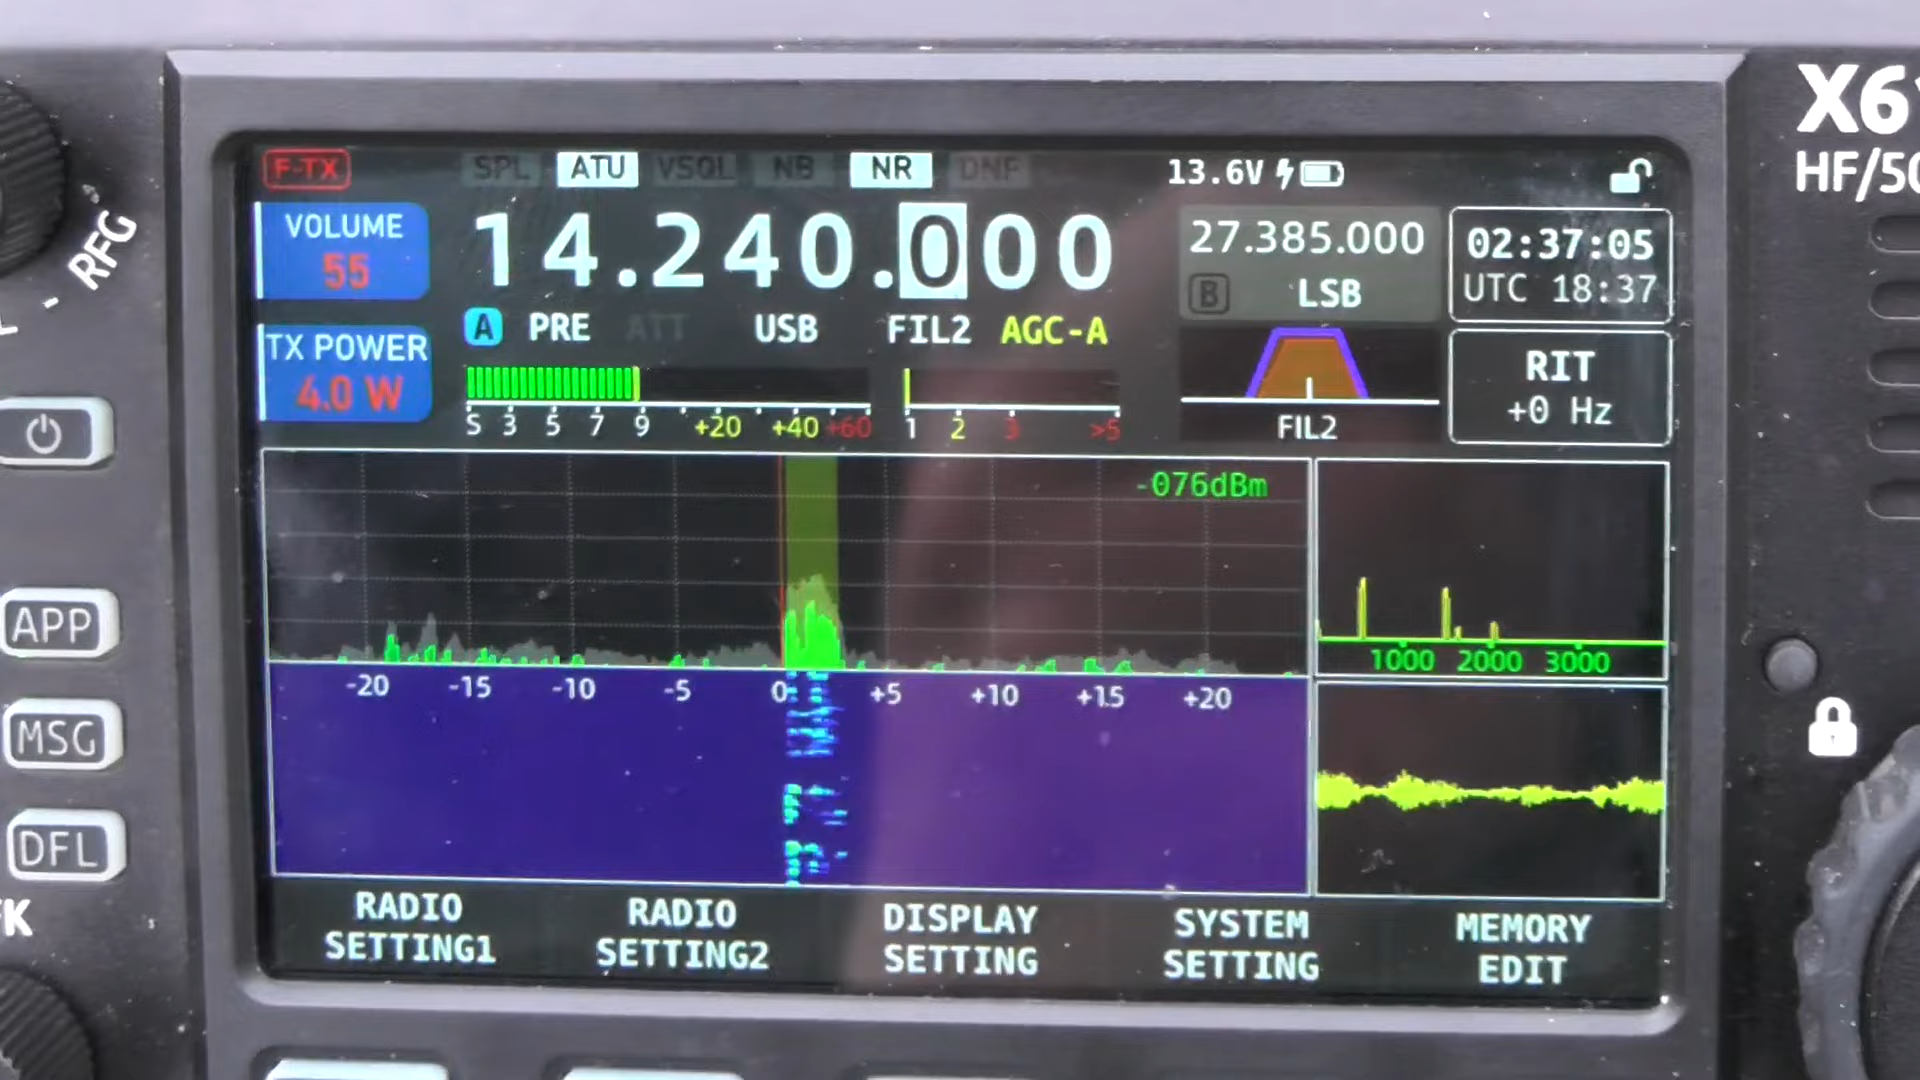 X6
HF/50
F-TX SPL ATU VSQL NB NR DNF 13.6V
VOLUME
55
14.240.000
27.385.000
B LSB
02:37:05
UTC 18:37
A PRE ATT USB FIL2 AGC-A
TX POWER
4.0 W
S 3 5 7 9 +20 +40 +60
1 2 3 >5
FIL2
RIT
+0 Hz
-076dBm
1000 2000 3000
-20 -15 -10 -5 0 +5 +10 +15 +20
RADIO
SETTING1
RADIO
SETTING2
DISPLAY
SETTING
SYSTEM
SETTING
MEMORY
EDIT
- RFG
APP
MSG
DFL